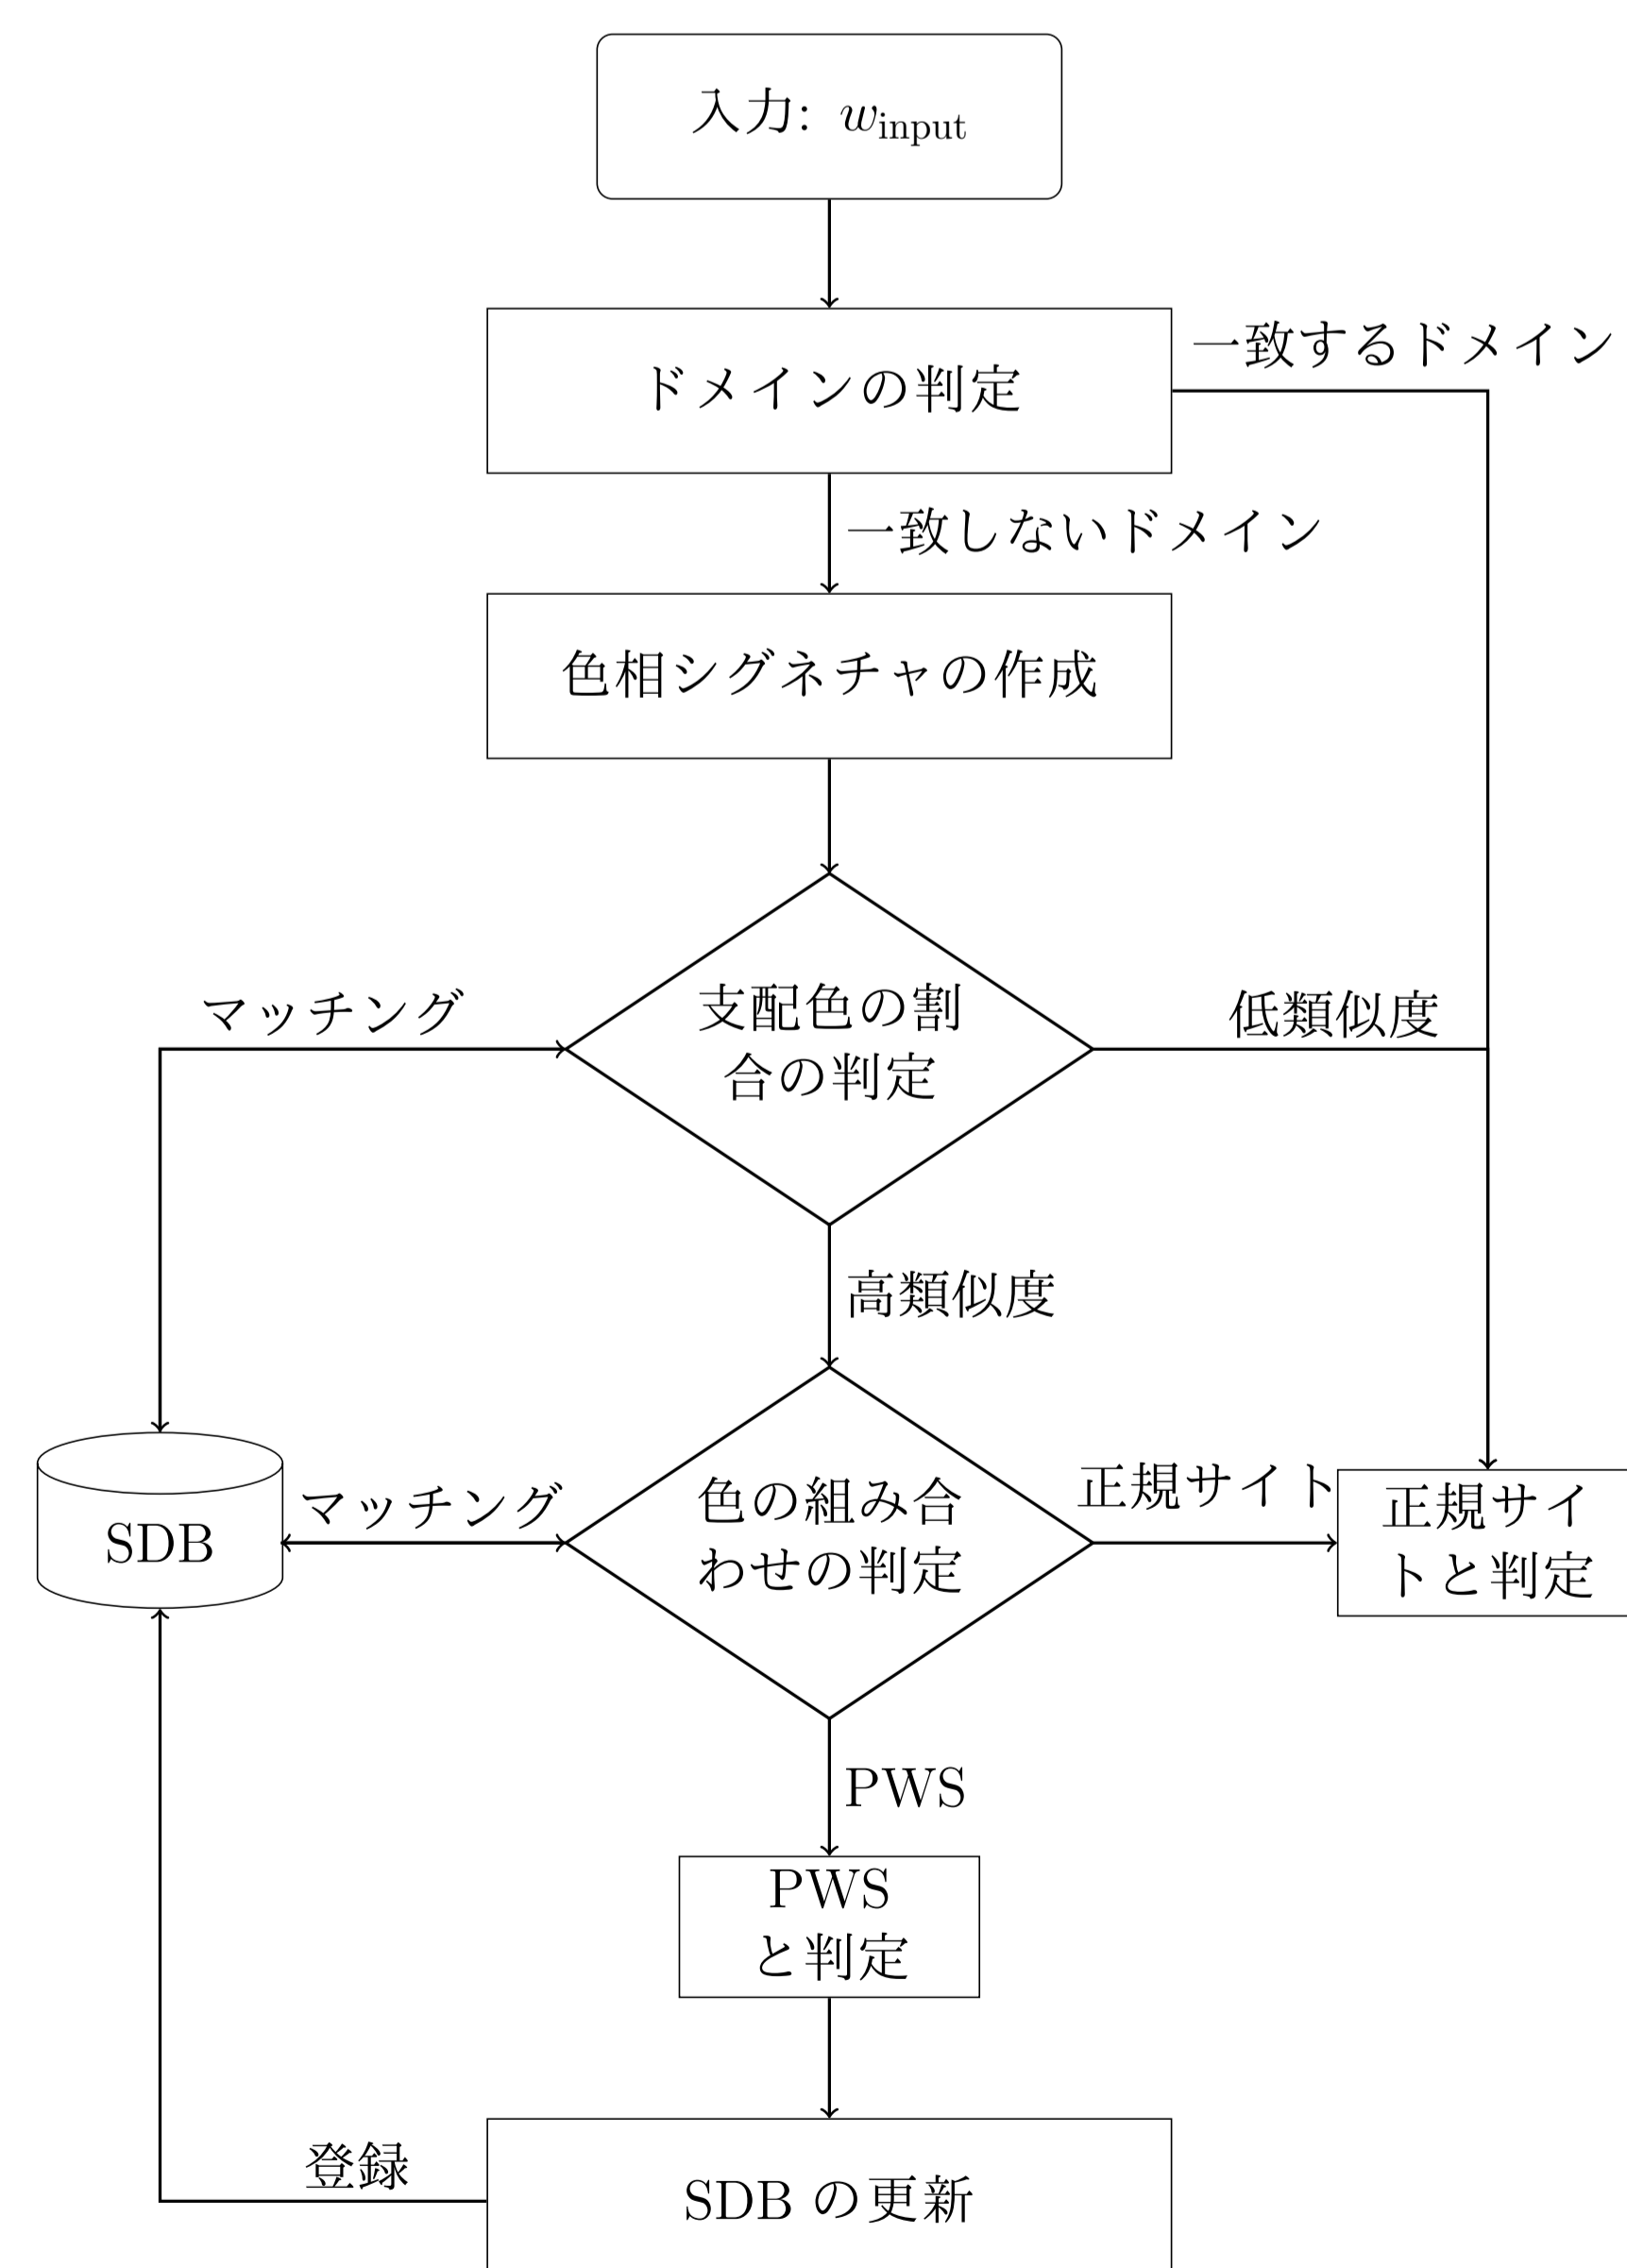 入力: w_input
ドメインの判定
一致するドメイン
一致しないドメイン
色相シグネチャの作成
マッチング
支配色の割
合の判定
低類似度
高類似度
SDB
マッチング
色の組み合
わせの判定
正規サイト
正規サイ
トと判定
PWS
PWS
と判定
登録
SDB の更新